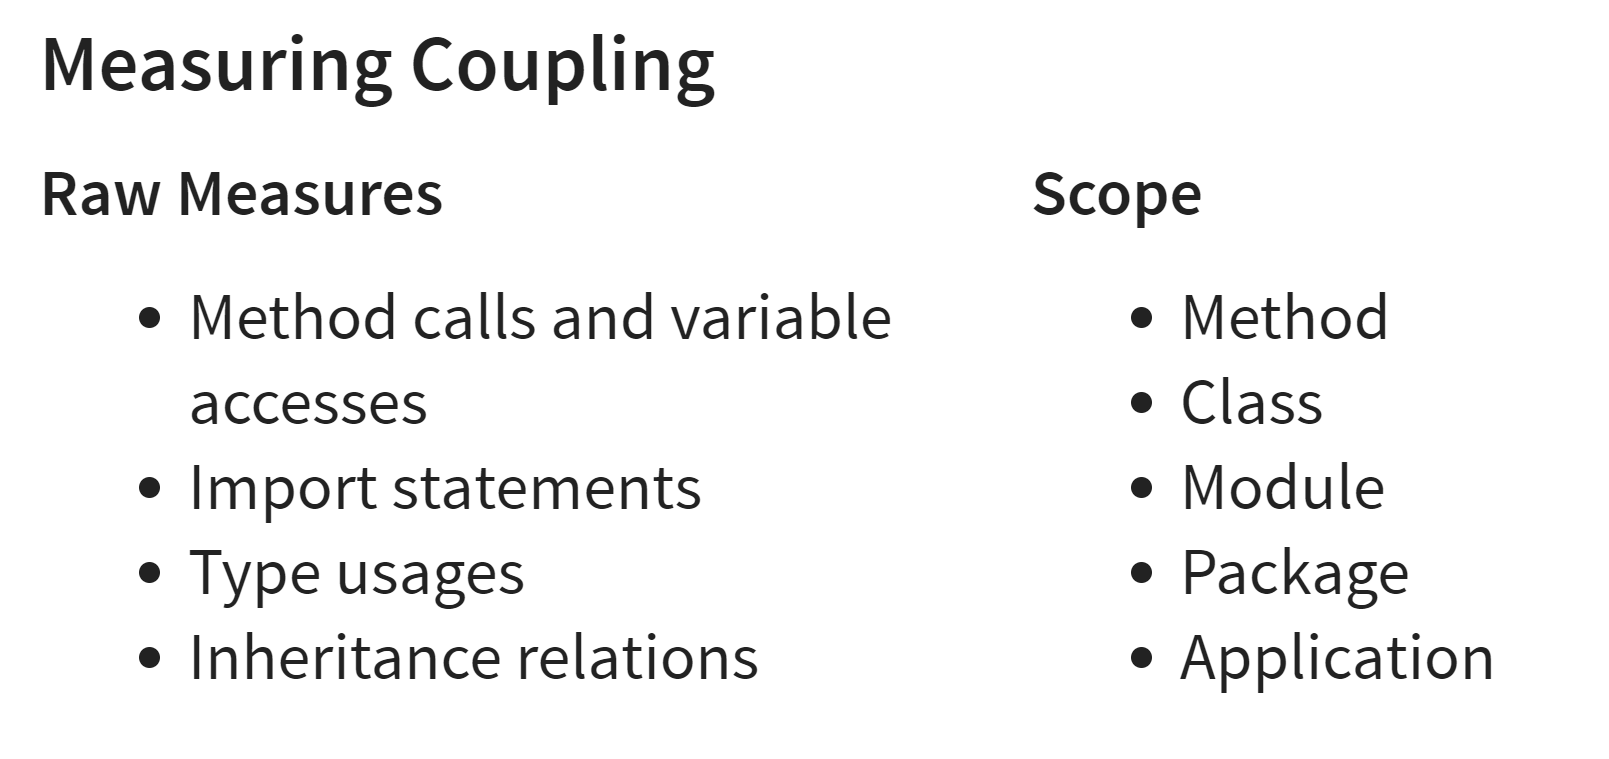 Measuring Coupling
Raw Measures
Method calls and variable
accesses
Import statements
Type usages
Inheritance relations
Scope
Method
Class
Module
Package
Application